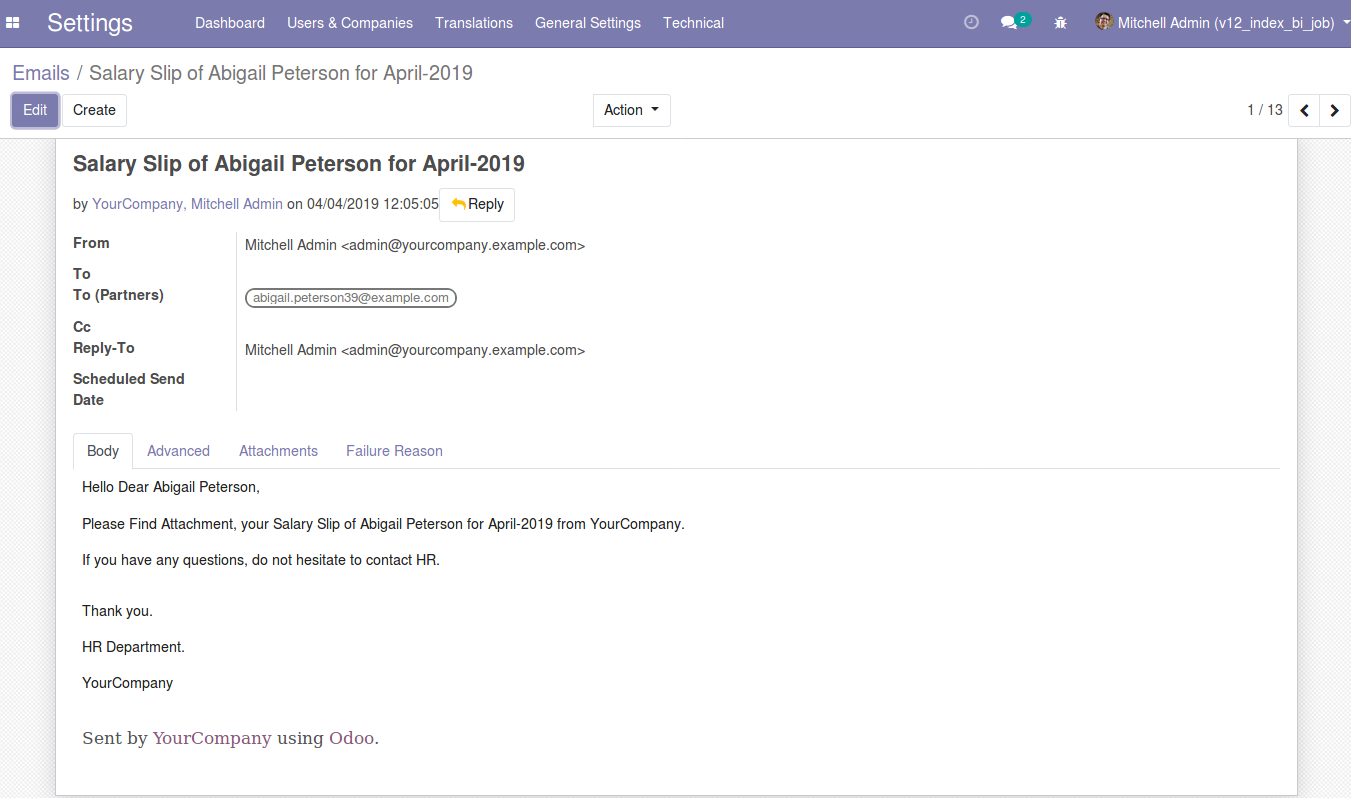 Settings Dashboard Users & Companies Translations General Settings Technical 2 Mitchell Admin (v12_index_bi_job)
Emails / Salary Slip of Abigail Peterson for April-2019
Edit Create Action 1 / 13
Salary Slip of Abigail Peterson for April-2019
by YourCompany, Mitchell Admin on 04/04/2019 12:05:05 Reply
From Mitchell Admin <admin@yourcompany.example.com>
To
To (Partners) abigail.peterson39@example.com
Cc
Reply-To Mitchell Admin <admin@yourcompany.example.com>
Scheduled Send
Date
Body Advanced Attachments Failure Reason
Hello Dear Abigail Peterson,
Please Find Attachment, your Salary Slip of Abigail Peterson for April-2019 from YourCompany.
If you have any questions, do not hesitate to contact HR.
Thank you.
HR Department.
YourCompany
Sent by YourCompany using Odoo.